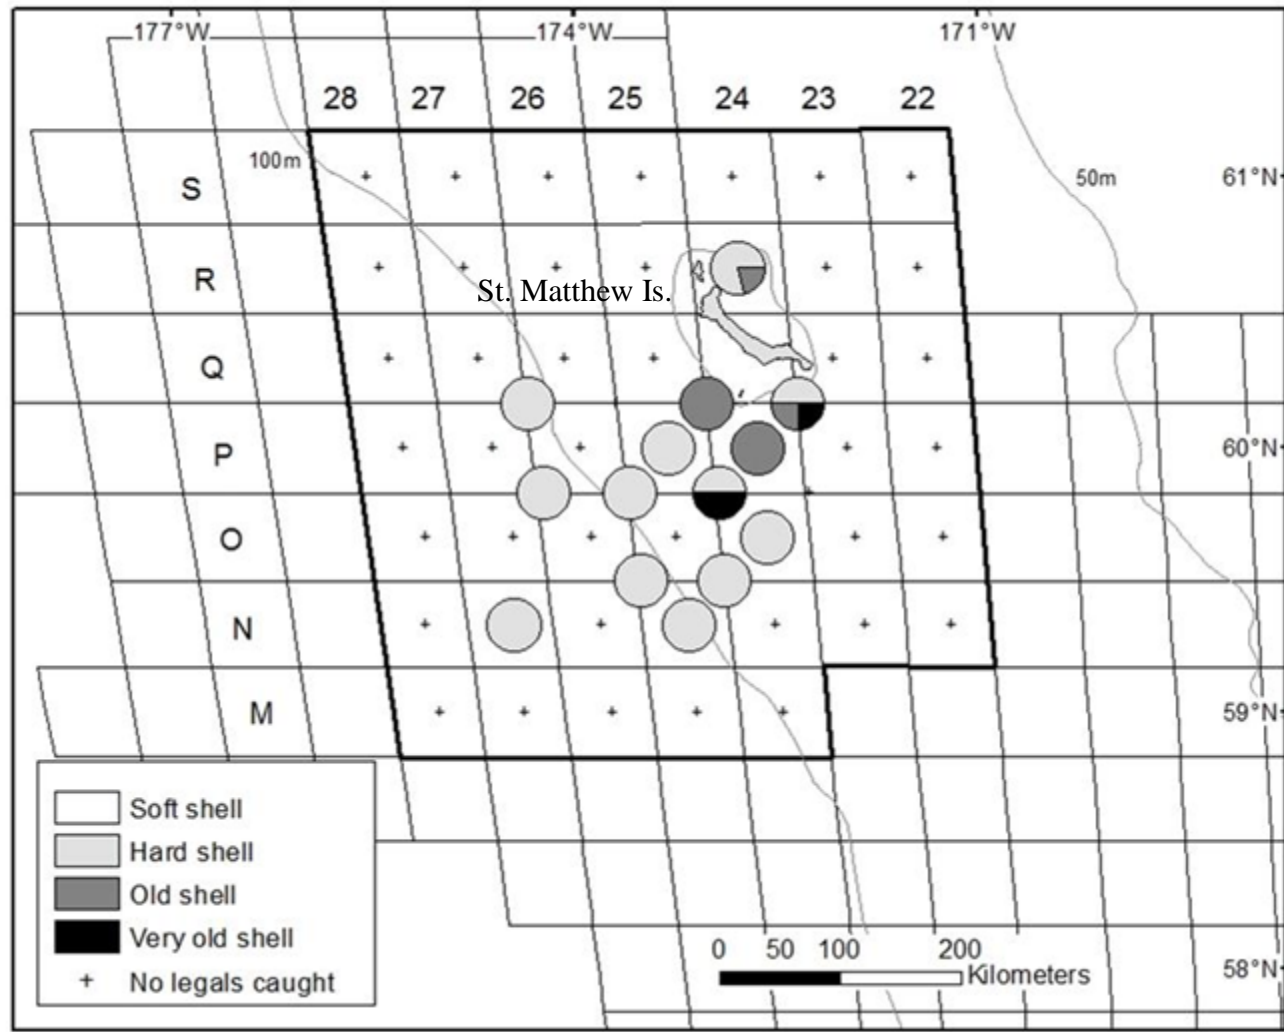 177°W 174°W 171°W
28 27 26 25 24 23 22
100m
S
50m
61°N
R
St. Matthew Is.
Q
P
60°N
O
N
M
59°N
Soft shell
Hard shell
Old shell
Very old shell
+ No legals caught
0 50 100 200
Kilometers
58°N